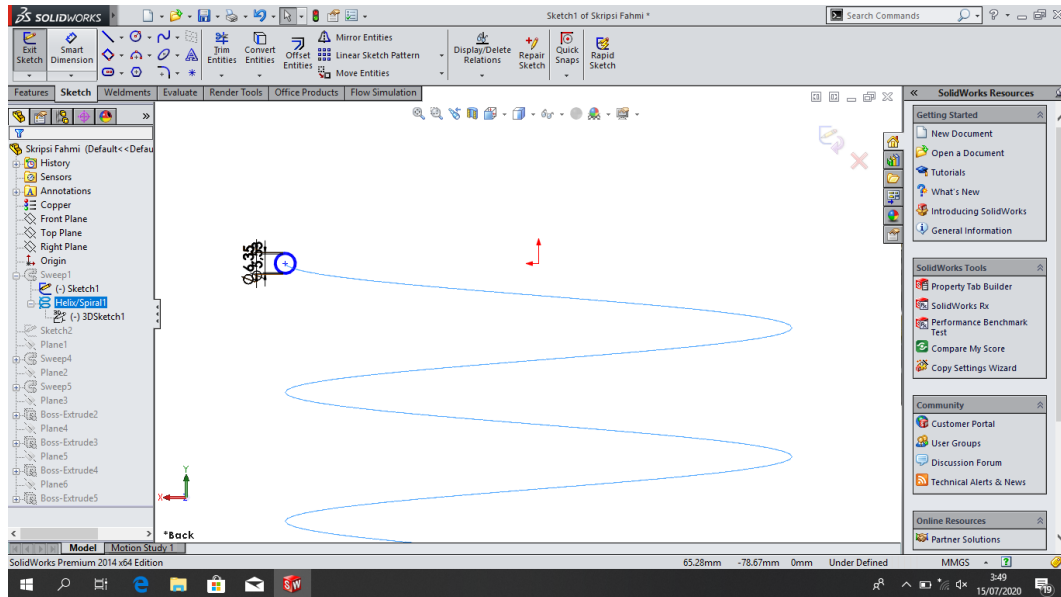 SOLIDWORKS
Sketch1 of Skripsi Fahmi *
Search Commands
Exit Sketch
Smart Dimension
Trim Entities
Convert Entities
Offset Entities
Mirror Entities
Linear Sketch Pattern
Move Entities
Display/Delete Relations
Repair Sketch
Quick Snaps
Rapid Sketch
Features Sketch Weldments Evaluate Render Tools Office Products Flow Simulation
Skripsi Fahmi (Default<<Defau
History
Sensors
Annotations
Copper
Front Plane
Top Plane
Right Plane
Origin
Sweep1
(-) Sketch1
Helix/Spiral1
(-) 3DSketch1
Sketch2
Plane1
Sweep4
Plane2
Sweep5
Plane3
Boss-Extrude2
Plane4
Boss-Extrude3
Plane5
Boss-Extrude4
Plane6
Boss-Extrude5
Y
X
*Back
Model Motion Study 1
SolidWorks Resources
Getting Started
New Document
Open a Document
Tutorials
What's New
Introducing SolidWorks
General Information
SolidWorks Tools
Property Tab Builder
SolidWorks Rx
Performance Benchmark
Test
Compare My Score
Copy Settings Wizard
Community
Customer Portal
User Groups
Discussion Forum
Technical Alerts & News
Online Resources
Partner Solutions
SolidWorks Premium 2014 x64 Edition
65.28mm -78.67mm 0mm Under Defined MMGS
3:49
15/07/2020